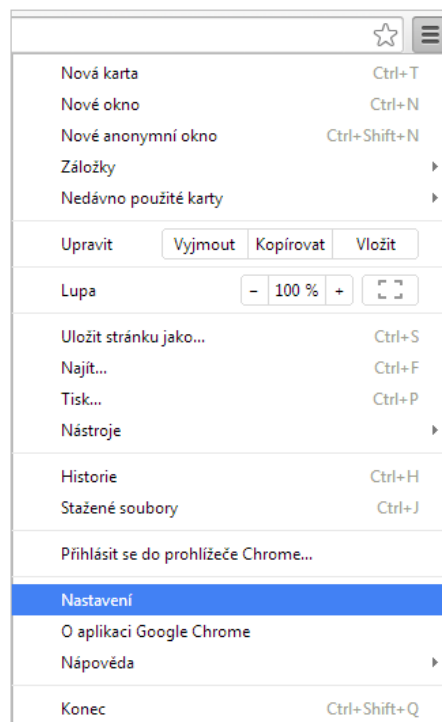 Nová karta Ctrl+T
Nové okno Ctrl+N
Nové anonymní okno Ctrl+Shift+N
Záložky
Nedávno použité karty
Upravit Vyjmout Kopírovat Vložit
Lupa - 100 % +
Uložit stránku jako... Ctrl+S
Najít... Ctrl+F
Tisk... Ctrl+P
Nástroje
Historie Ctrl+H
Stažené soubory Ctrl+J
Přihlásit se do prohlížeče Chrome...
Nastavení
O aplikaci Google Chrome
Nápověda
Konec Ctrl+Shift+Q